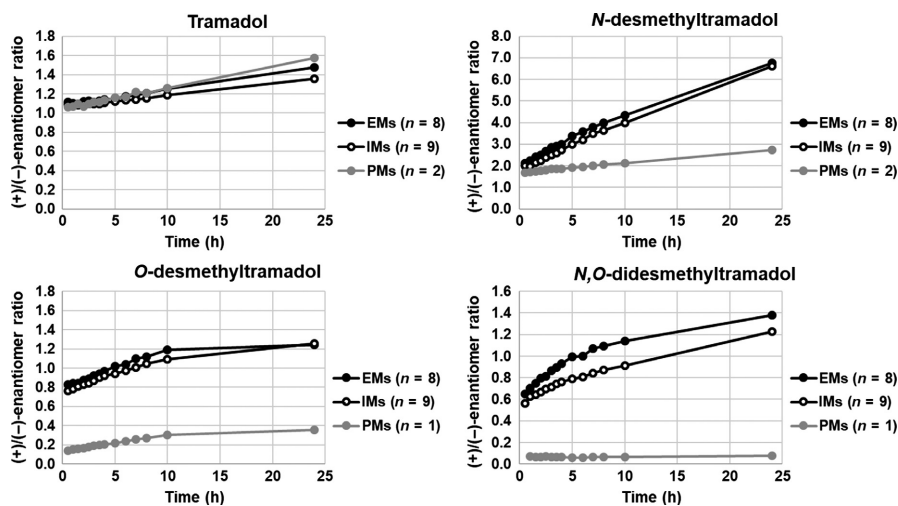 Tramadol
(+)/(–)-enantiomer ratio
1.8
1.6
1.4
1.2
1.0
0.8
0.6
0.4
0.2
0.0
0 5 10 15 20 25
Time (h)
EMs (n = 8)
IMs (n = 9)
PMs (n = 2)
N-desmethyltramadol
(+)/(–)-enantiomer ratio
8.0
7.0
6.0
5.0
4.0
3.0
2.0
1.0
0.0
0 5 10 15 20 25
Time (h)
EMs (n = 8)
IMs (n = 9)
PMs (n = 2)
O-desmethyltramadol
(+)/(–)-enantiomer ratio
1.8
1.6
1.4
1.2
1.0
0.8
0.6
0.4
0.2
0.0
0 5 10 15 20 25
Time (h)
EMs (n = 8)
IMs (n = 9)
PMs (n = 1)
N,O-didesmethyltramadol
(+)/(–)-enantiomer ratio
1.6
1.4
1.2
1.0
0.8
0.6
0.4
0.2
0.0
0 5 10 15 20 25
Time (h)
EMs (n = 8)
IMs (n = 9)
PMs (n = 1)